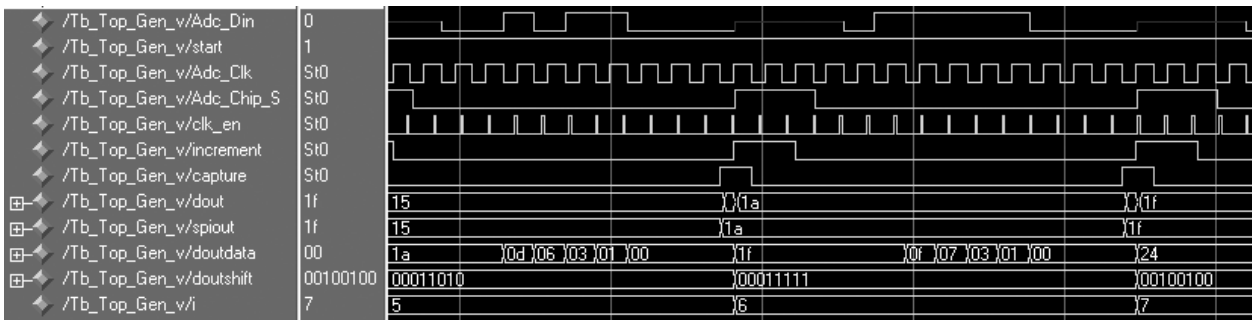 /Tb_Top_Gen_v/Adc_Din 0
/Tb_Top_Gen_v/start 1
/Tb_Top_Gen_v/Adc_Clk St0
/Tb_Top_Gen_v/Adc_Chip_S St0
/Tb_Top_Gen_v/clk_en St0
/Tb_Top_Gen_v/increment St0
/Tb_Top_Gen_v/capture St0
/Tb_Top_Gen_v/dout 1f 15 1a 1f
/Tb_Top_Gen_v/spiout 1f 15 1a 1f
/Tb_Top_Gen_v/doutdata 00 1a 0d 06 03 01 00 1f 0f 07 03 01 00 24
/Tb_Top_Gen_v/doutshift 00100100 00011010 00011111 00100100
/Tb_Top_Gen_v/i 7 5 6 7